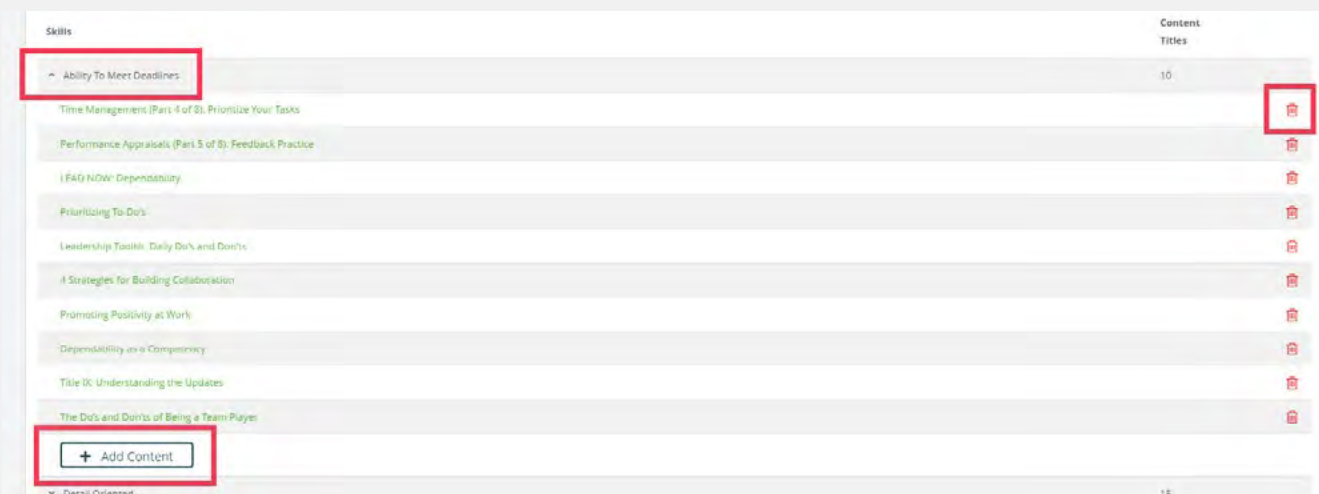 Skills
Content
Titles
Ability To Meet Deadlines
10
Time Management (Part 4 of 8): Prioritize Your Tasks
Performance Appraisals (Part 5 of 8): Feedback Practice
LEAD NOW: Dependability
Prioritizing To-Do's
Leadership Toolkit: Daily Do's and Don'ts
4 Strategies for Building Collaboration
Promoting Positivity at Work
Dependability as a Competency
Title IX: Understanding the Updates
The Do's and Don'ts of Being a Team Player
+ Add Content
Detail Oriented
15